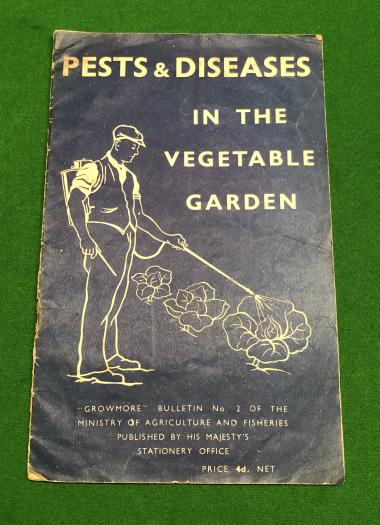 PESTS & DISEASES
IN THE
VEGETABLE
GARDEN
"GROWMORE" BULLETIN No. 2 OF THE
MINISTRY OF AGRICULTURE AND FISHERIES
PUBLISHED BY HIS MAJESTY'S
STATIONERY OFFICE
PRICE 4d. NET